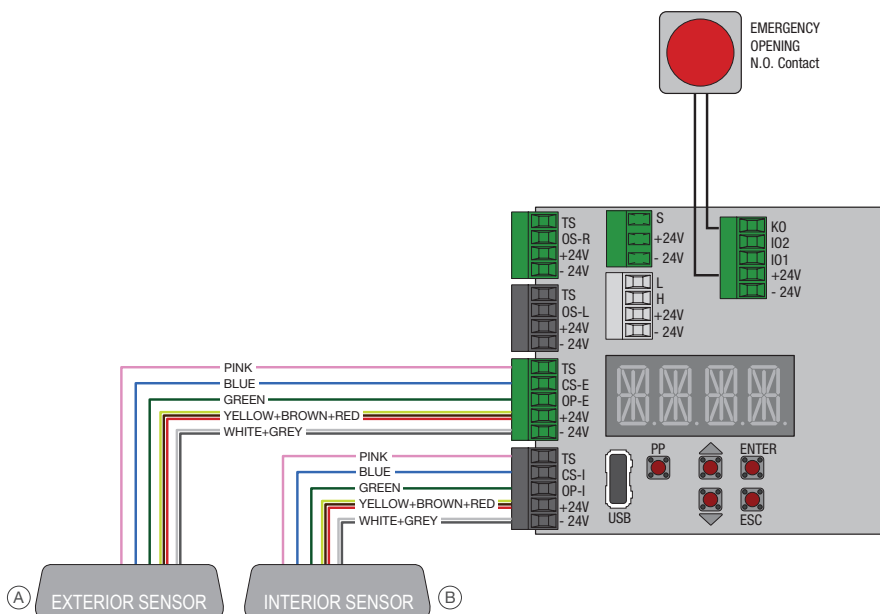 EMERGENCY
OPENING
N.O. Contact
TS
OS-R
+24V
- 24V
S
+24V
- 24V
KO
IO2
IO1
+24V
- 24V
TS
OS-L
+24V
- 24V
L
H
+24V
- 24V
PINK
BLUE
GREEN
YELLOW+BROWN+RED
WHITE+GREY
TS
CS-E
OP-E
+24V
- 24V
PINK
BLUE
GREEN
YELLOW+BROWN+RED
WHITE+GREY
TS
CS-I
OP-I
+24V
- 24V
USB
PP
ENTER
ESC
A
EXTERIOR SENSOR
INTERIOR SENSOR
B